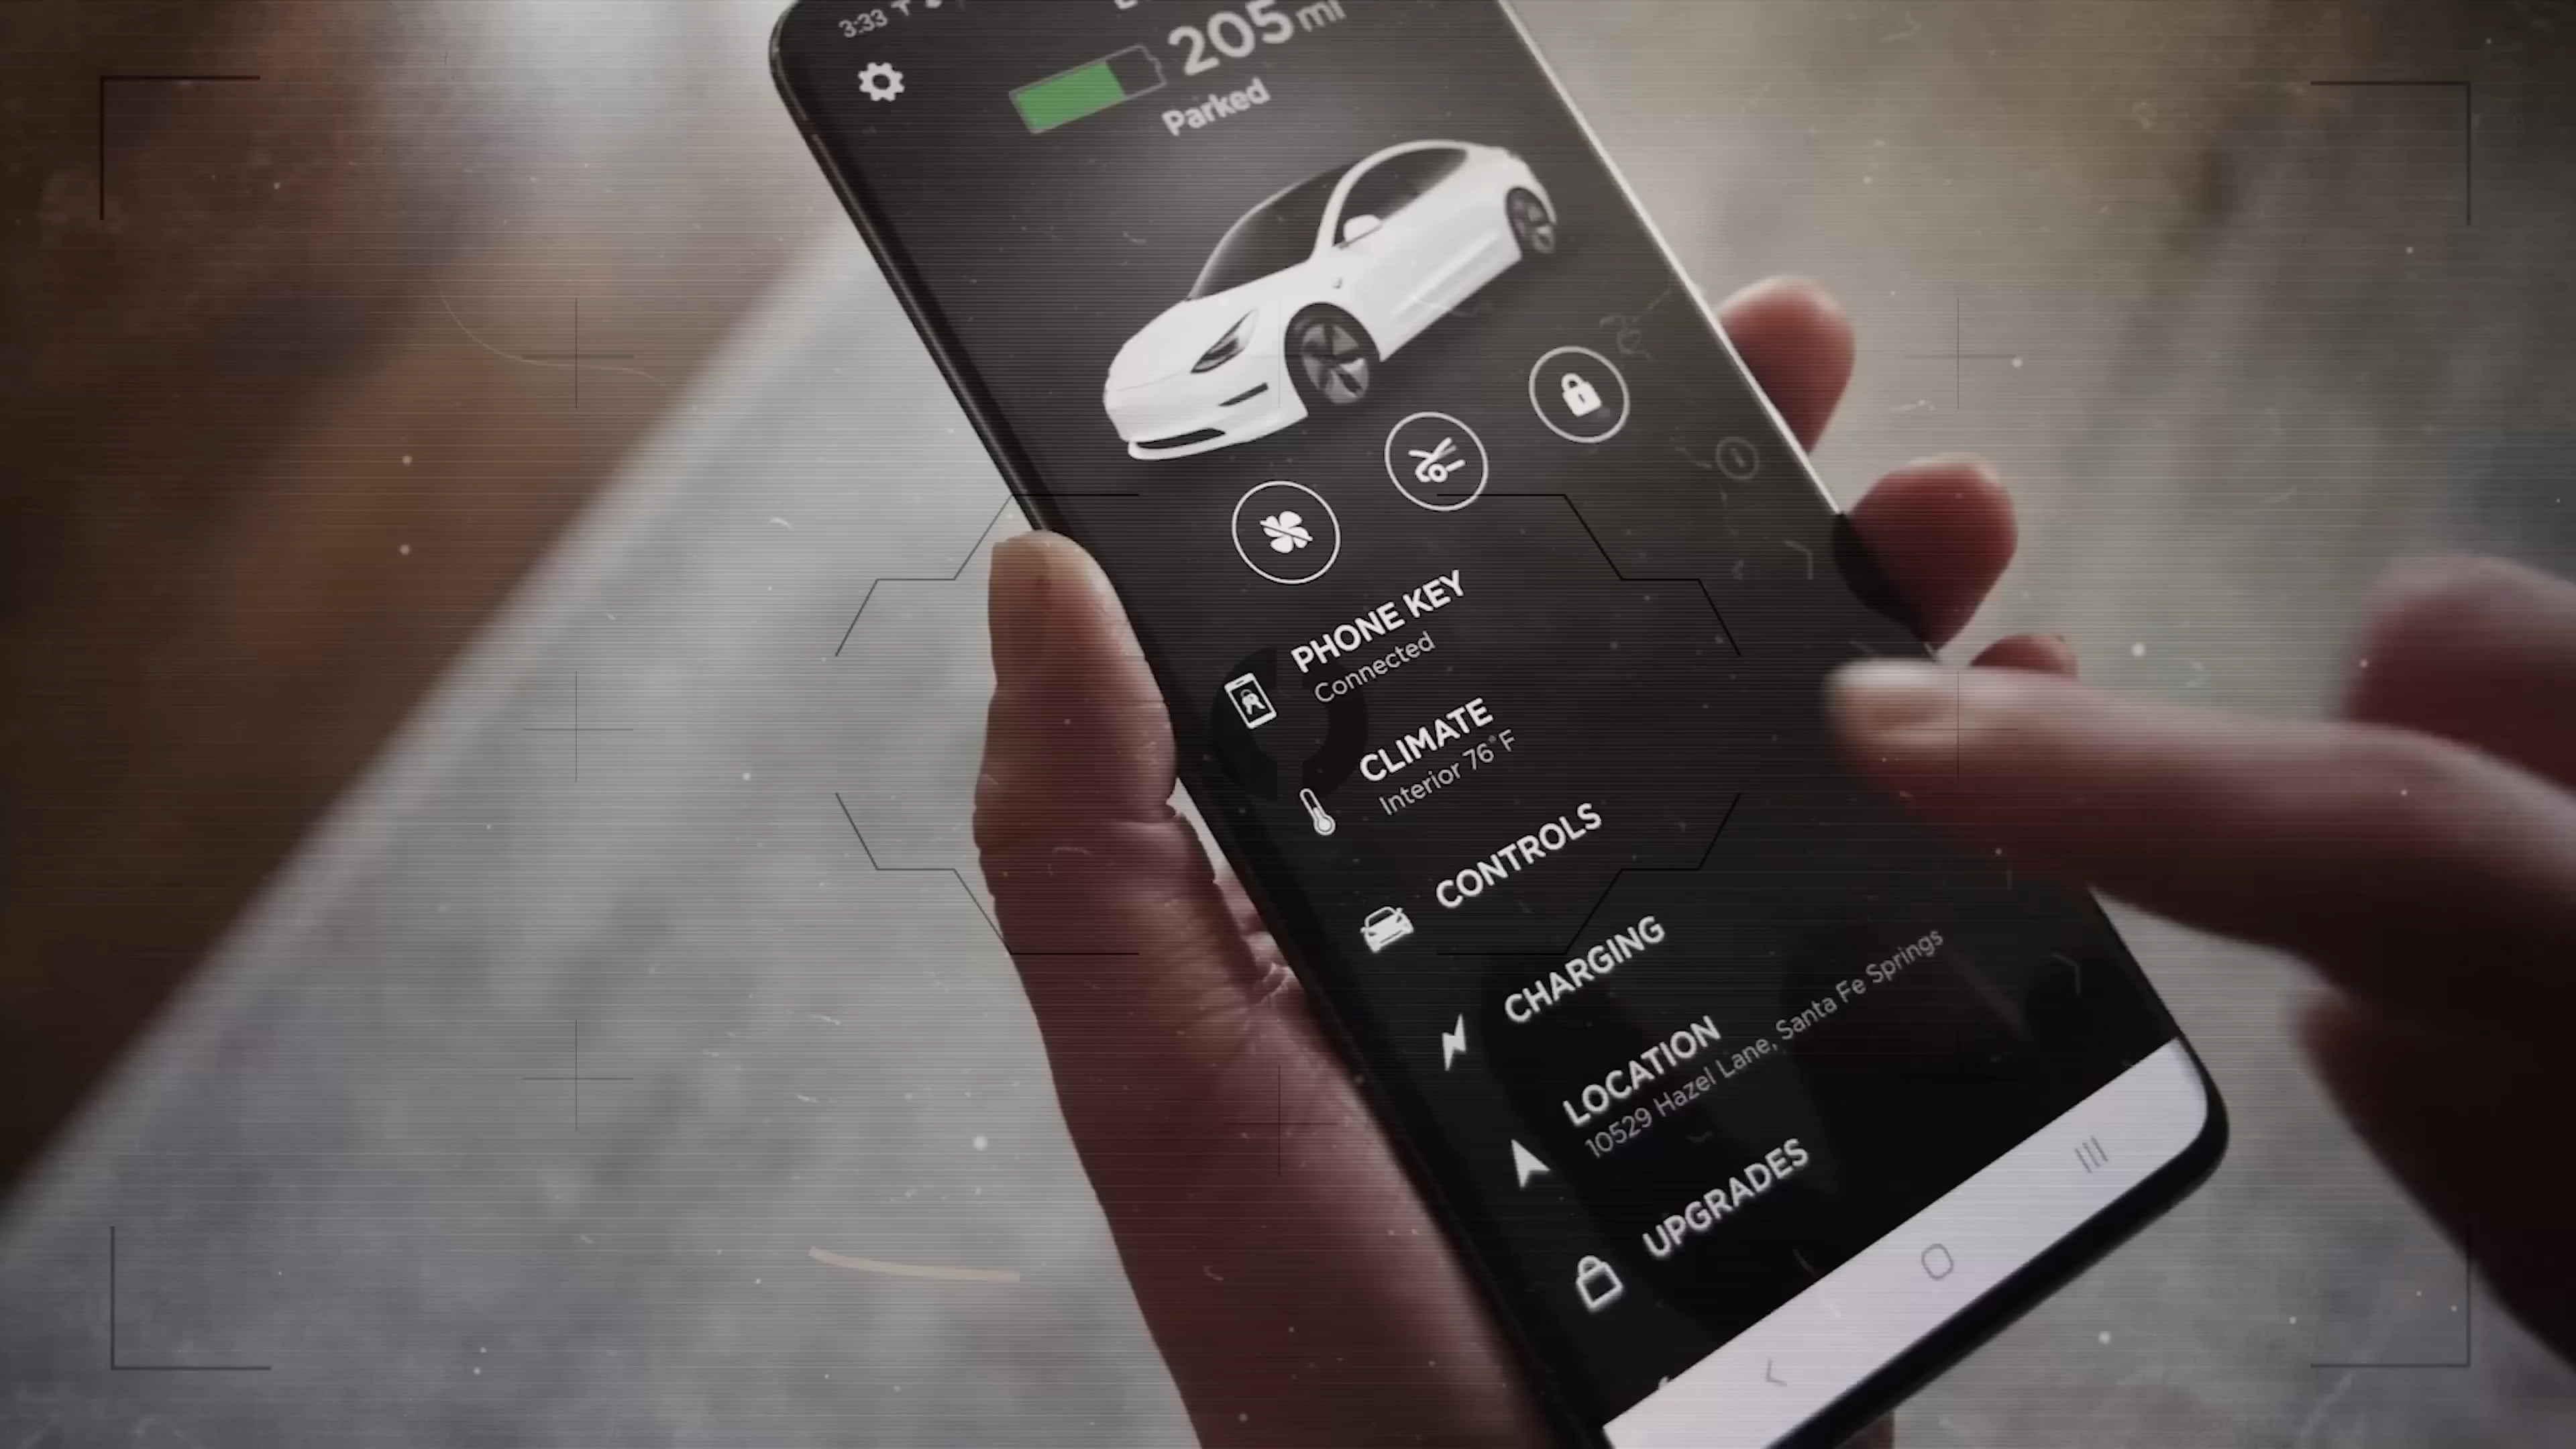 3:33
205 mi
Parked
PHONE KEY
Connected
CLIMATE
Interior 76°F
CONTROLS
CHARGING
LOCATION
10529 Hazel Lane, Santa Fe Springs
UPGRADES